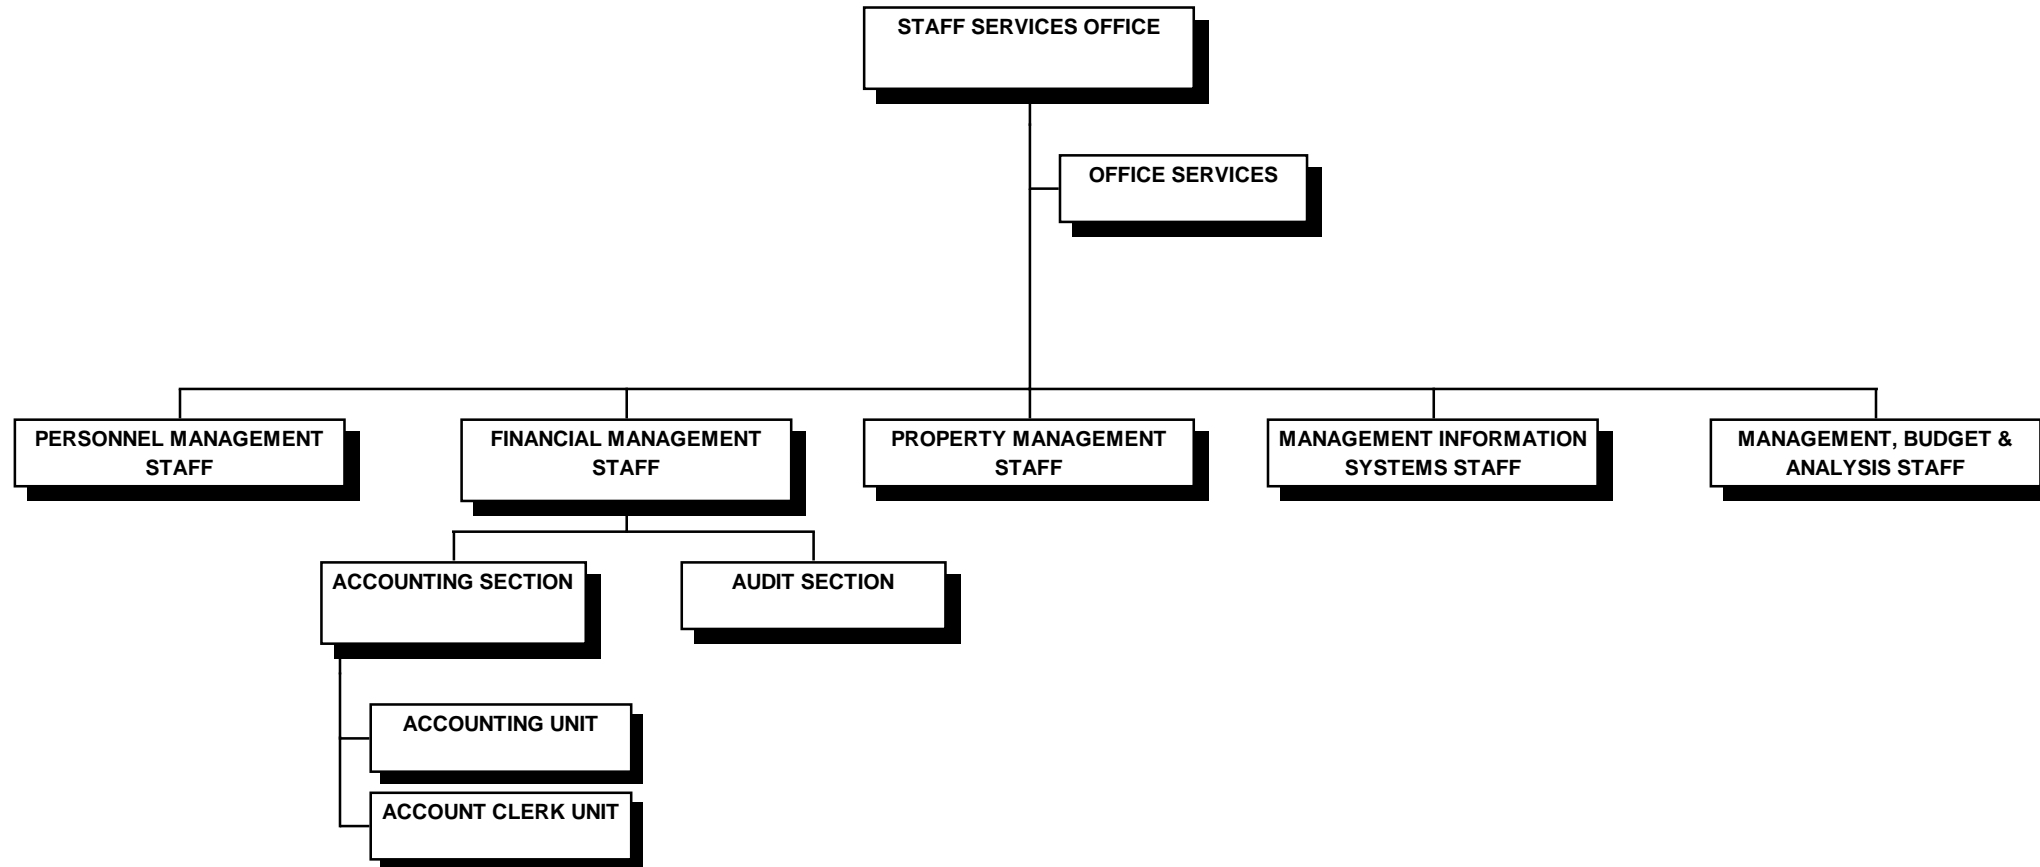 STAFF SERVICES OFFICE
OFFICE SERVICES
PERSONNEL MANAGEMENT
STAFF
FINANCIAL MANAGEMENT
STAFF
PROPERTY MANAGEMENT
STAFF
MANAGEMENT INFORMATION
SYSTEMS STAFF
MANAGEMENT, BUDGET &
ANALYSIS STAFF
ACCOUNTING SECTION
AUDIT SECTION
ACCOUNTING UNIT
ACCOUNT CLERK UNIT